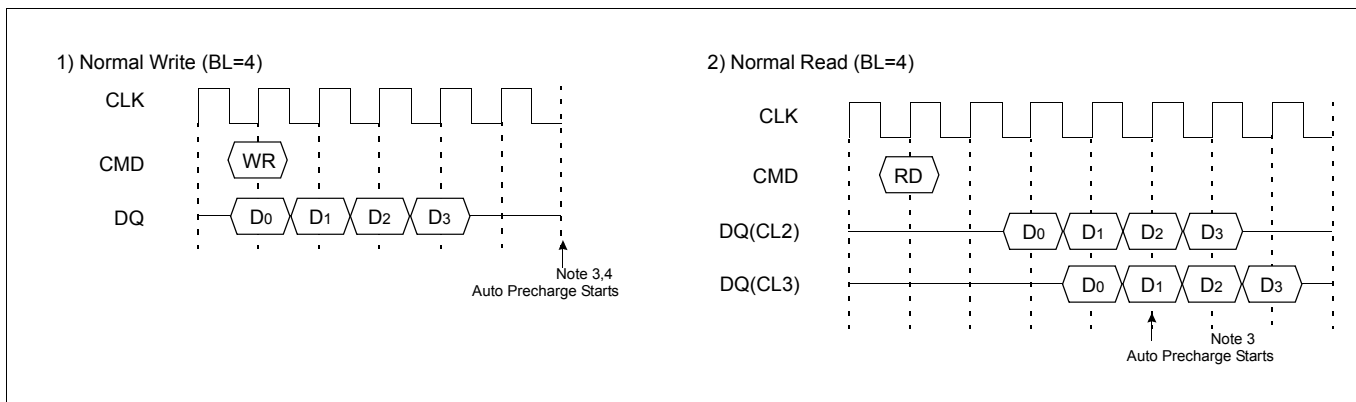 1) Normal Write (BL=4)
CLK
CMD
WR
DQ
D0 D1 D2 D3
Note 3,4
Auto Precharge Starts
2) Normal Read (BL=4)
CLK
CMD
RD
DQ(CL2)
D0 D1 D2 D3
DQ(CL3)
D0 D1 D2 D3
Note 3
Auto Precharge Starts